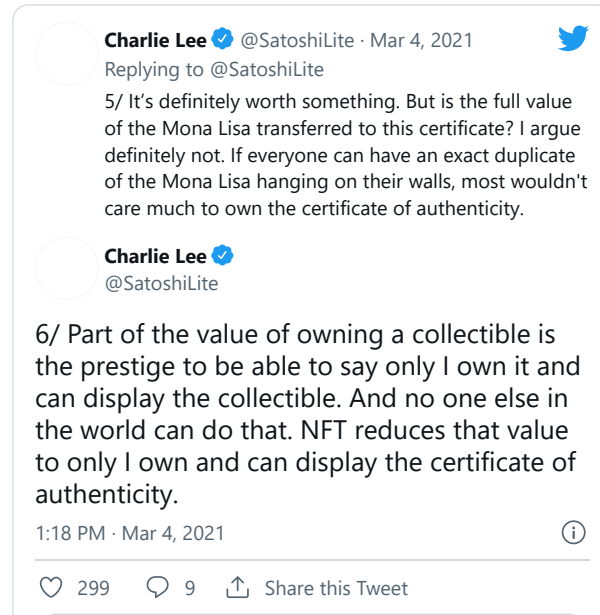 Charlie Lee @SatoshiLite · Mar 4, 2021
Replying to @SatoshiLite
5/ It’s definitely worth something. But is the full value
of the Mona Lisa transferred to this certificate? I argue
definitely not. If everyone can have an exact duplicate
of the Mona Lisa hanging on their walls, most wouldn't
care much to own the certificate of authenticity.
Charlie Lee
@SatoshiLite
6/ Part of the value of owning a collectible is
the prestige to be able to say only I own it and
can display the collectible. And no one else in
the world can do that. NFT reduces that value
to only I own and can display the certificate of
authenticity.
1:18 PM · Mar 4, 2021
299 9 Share this Tweet